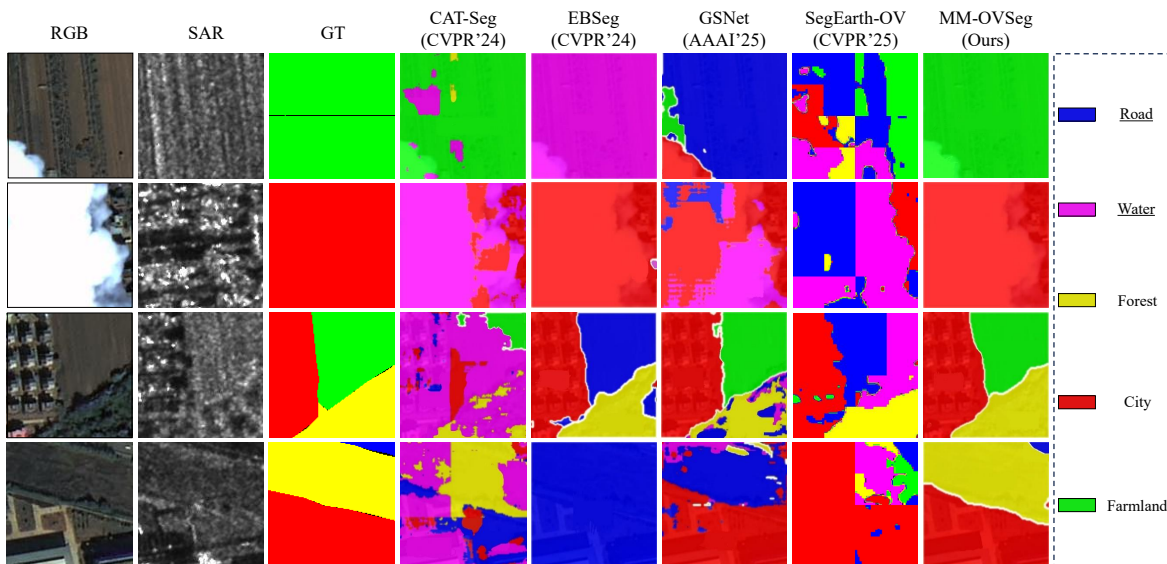 RGB
SAR
GT
CAT-Seg
(CVPR'24)
EBSeg
(CVPR'24)
GSNet
(AAAI'25)
SegEarth-OV
(CVPR'25)
MM-OVSeg
(Ours)
Road
Water
Forest
City
Farmland